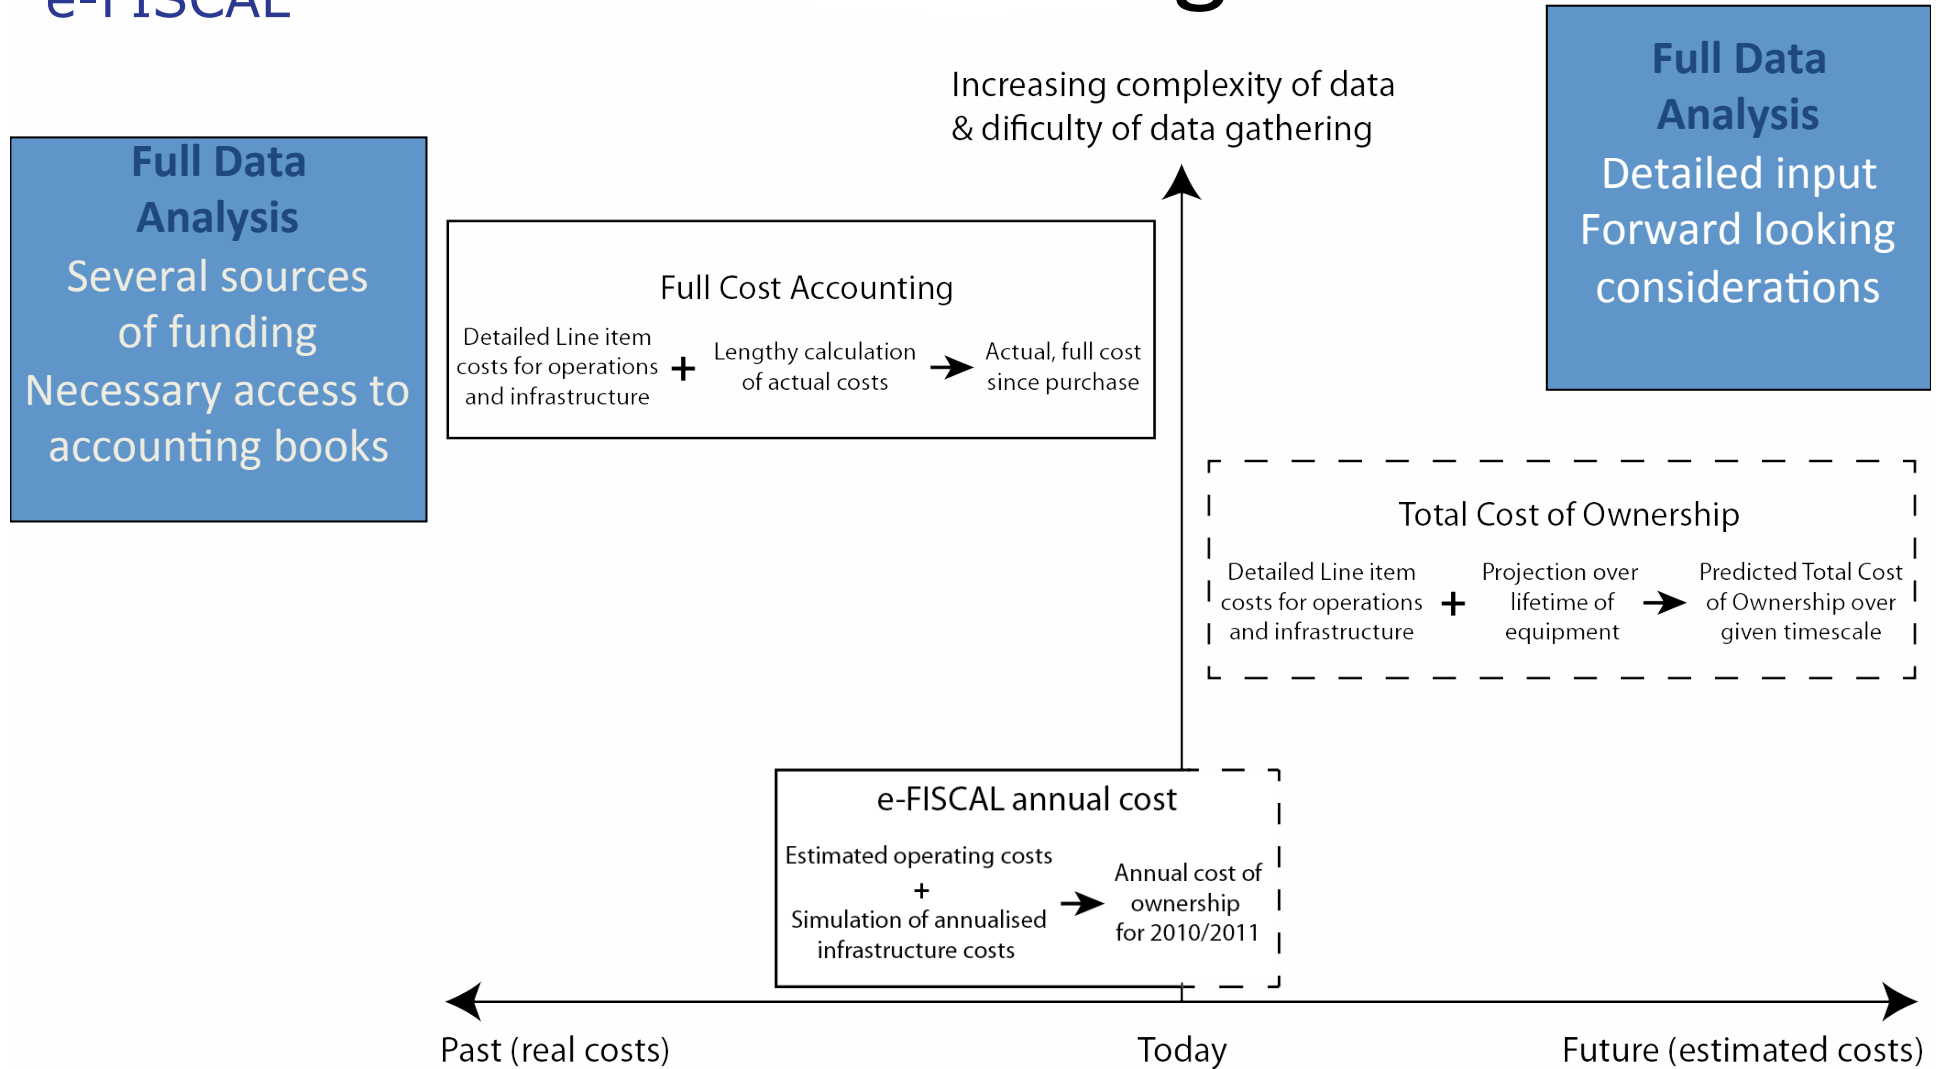 e-FISCAL
Full Data
Analysis
Several sources
of funding
Necessary access to
accounting books
Increasing complexity of data
& dificulty of data gathering
Full Data
Analysis
Detailed input
Forward looking
considerations
Full Cost Accounting
Detailed Line item
costs for operations
and infrastructure
+
Lengthy calculation
of actual costs
Actual, full cost
since purchase
Total Cost of Ownership
Detailed Line item
costs for operations
and infrastructure
+
Projection over
lifetime of
equipment
Predicted Total Cost
of Ownership over
given timescale
e-FISCAL annual cost
Estimated operating costs
+
Simulation of annualised
infrastructure costs
Annual cost of
ownership
for 2010/2011
Past (real costs)
Today
Future (estimated costs)